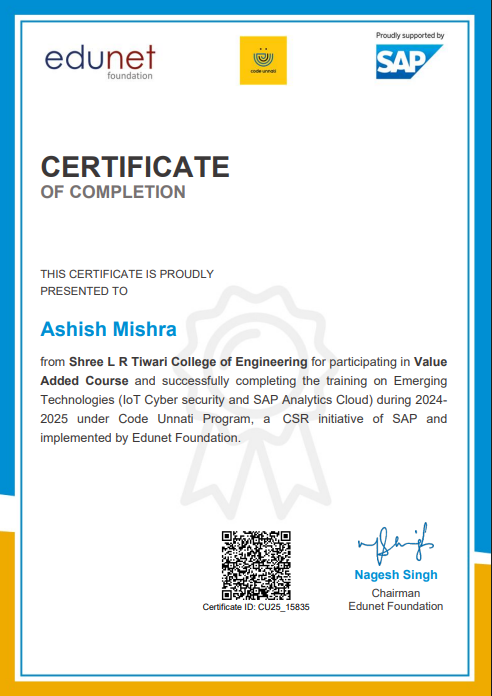 edunet
foundation
code unnati
Proudly supported by
SAP
CERTIFICATE
OF COMPLETION
THIS CERTIFICATE IS PROUDLY
PRESENTED TO
Ashish Mishra
from Shree L R Tiwari College of Engineering for participating in Value
Added Course and successfully completing the training on Emerging
Technologies (IoT Cyber security and SAP Analytics Cloud) during 2024-
2025 under Code Unnati Program, a CSR initiative of SAP and
implemented by Edunet Foundation.
Certificate ID: CU25_15835
Nagesh Singh
Chairman
Edunet Foundation